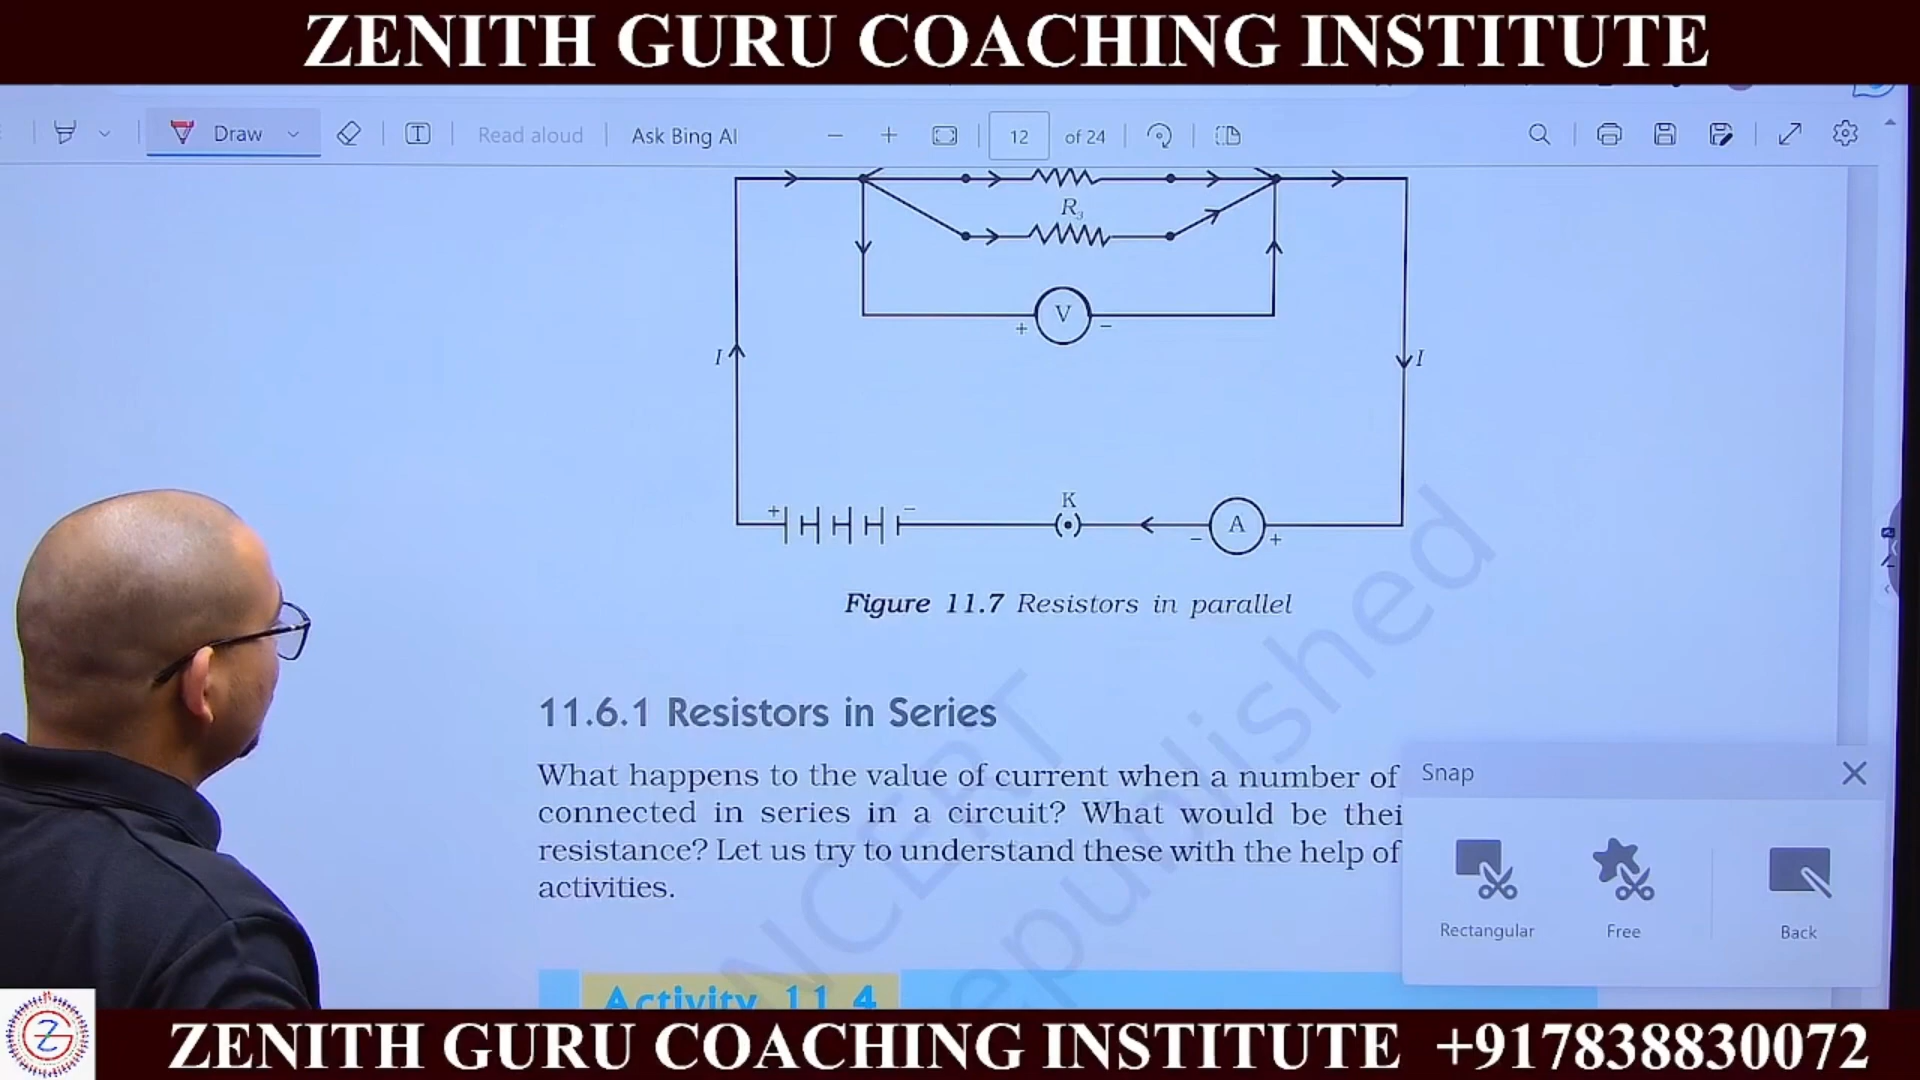 ZENITH GURU COACHING INSTITUTE
Draw
T
Read aloud
Ask Bing AI
12
of 24
R3
V
+
−
I
I
K
+
−
A
−
+
Figure 11.7 Resistors in parallel
11.6.1 Resistors in Series
What happens to the value of current when a number of
connected in series in a circuit? What would be thei
resistance? Let us try to understand these with the help of
activities.
Snap
Rectangular
Free
Back
NCERT
republished
Activity 11.4
Z
ZENITH GURU COACHING INSTITUTE +917838830072